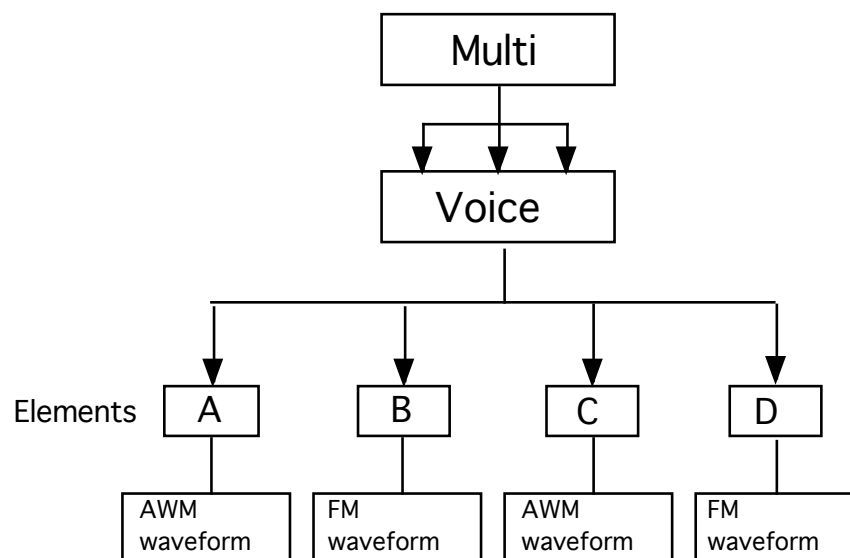 Multi
Voice
Elements
A
B
C
D
AWM
waveform
FM
waveform
AWM
waveform
FM
waveform